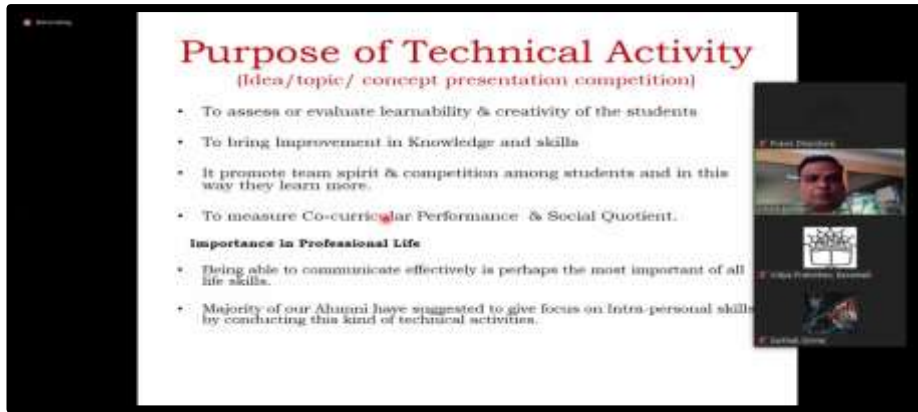 Purpose of Technical Activity
(Idea/topic/ concept presentation competition)
• To assess or evaluate learnability & creativity of the students
• To bring Improvement in Knowledge and skills
• It promote team spirit & competition among students and in this
way they learn more.
• To measure Co-curricular Performance & Social Quotient.
Importance in Professional Life
• Being able to communicate effectively is perhaps the most important of all
life skills.
• Majority of our Alumni have suggested to give focus on Intra-personal skills
by conducting this kind of technical activities.